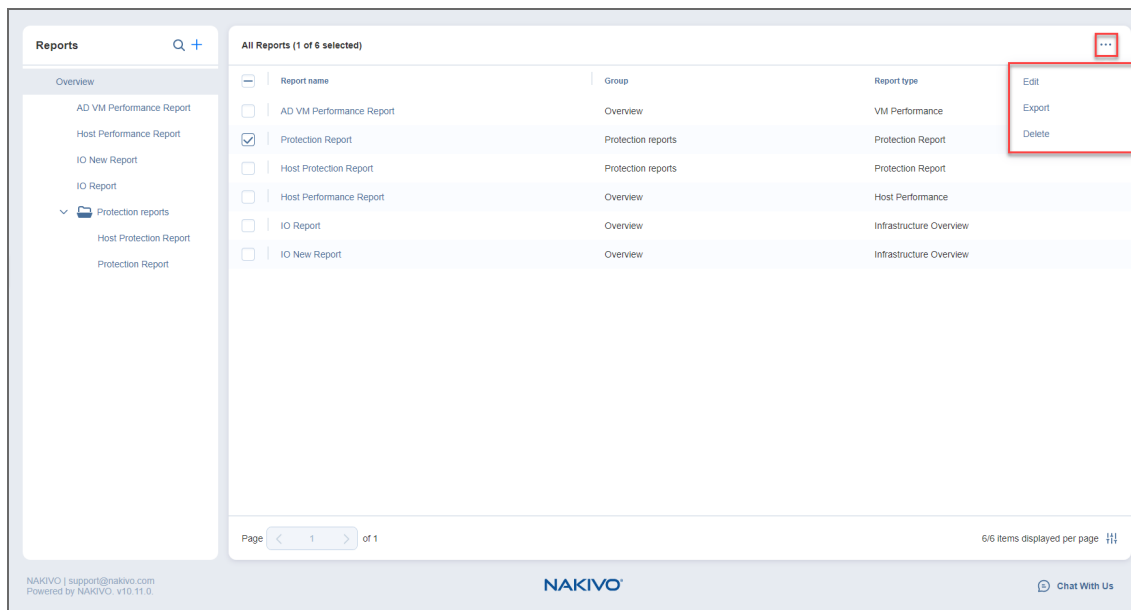 Reports
Overview
AD VM Performance Report
Host Performance Report
IO New Report
IO Report
Protection reports
Host Protection Report
Protection Report
All Reports (1 of 6 selected)
Report name Group Report type
AD VM Performance Report Overview VM Performance
Protection Report Protection reports Protection Report
Host Protection Report Protection reports Protection Report
Host Performance Report Overview Host Performance
IO Report Overview Infrastructure Overview
IO New Report Overview Infrastructure Overview
Edit
Export
Delete
Page 1 of 1
6/6 items displayed per page
NAKIVO | support@nakivo.com
Powered by NAKIVO. v10.11.0.
NAKIVO®
Chat With Us